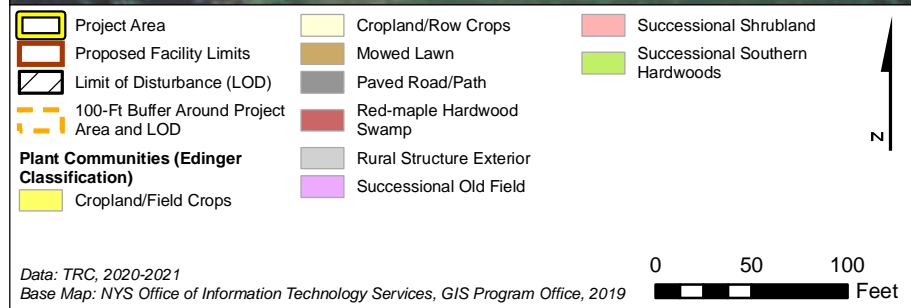 Project Area
Proposed Facility Limits
Limit of Disturbance (LOD)
100-Ft Buffer Around Project
Area and LOD
Plant Communities (Edinger
Classification)
Cropland/Field Crops
Cropland/Row Crops
Mowed Lawn
Paved Road/Path
Red-maple Hardwood
Swamp
Rural Structure Exterior
Successional Old Field
Successional Shrubland
Successional Southern
Hardwoods
N
Data: TRC, 2020-2021
Base Map: NYS Office of Information Technology Services, GIS Program Office, 2019
0 50 100
Feet